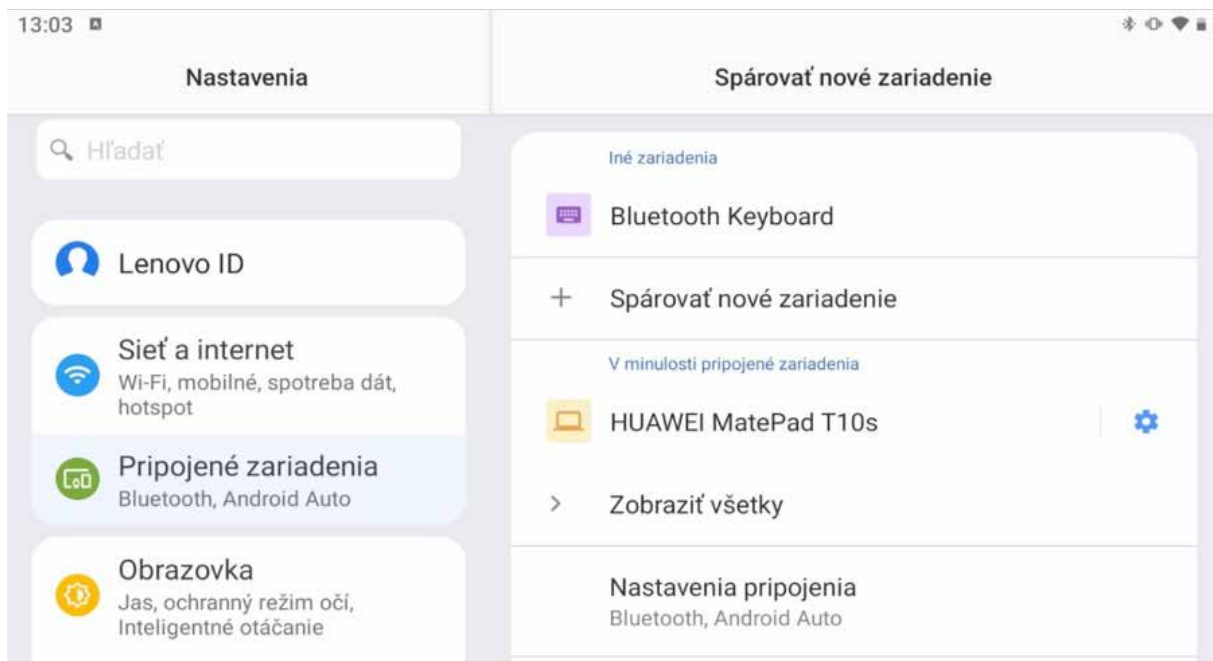 13:03
Nastavenia
Hľadať
Lenovo ID
Sieť a internet
Wi-Fi, mobilné, spotreba dát,
hotspot
Pripojené zariadenia
Bluetooth, Android Auto
Obrazovka
Jas, ochranný režim očí,
Inteligentné otáčanie
Spárovať nové zariadenie
Iné zariadenia
Bluetooth Keyboard
Spárovať nové zariadenie
V minulosti pripojené zariadenia
HUAWEI MatePad T10s
Zobraziť všetky
Nastavenia pripojenia
Bluetooth, Android Auto